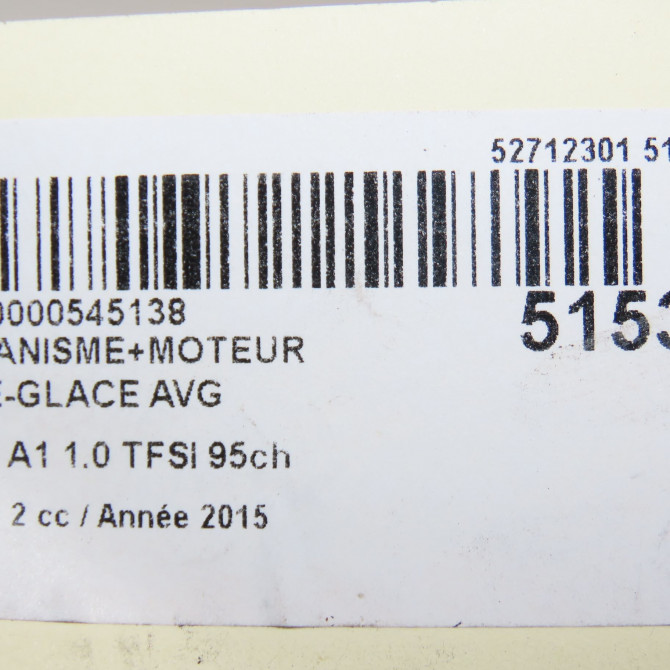 52712301 51
0000545138
5153
ANISME+MOTEUR
E-GLACE AVG
A1 1.0 TFSI 95ch
2 cc / Année 2015